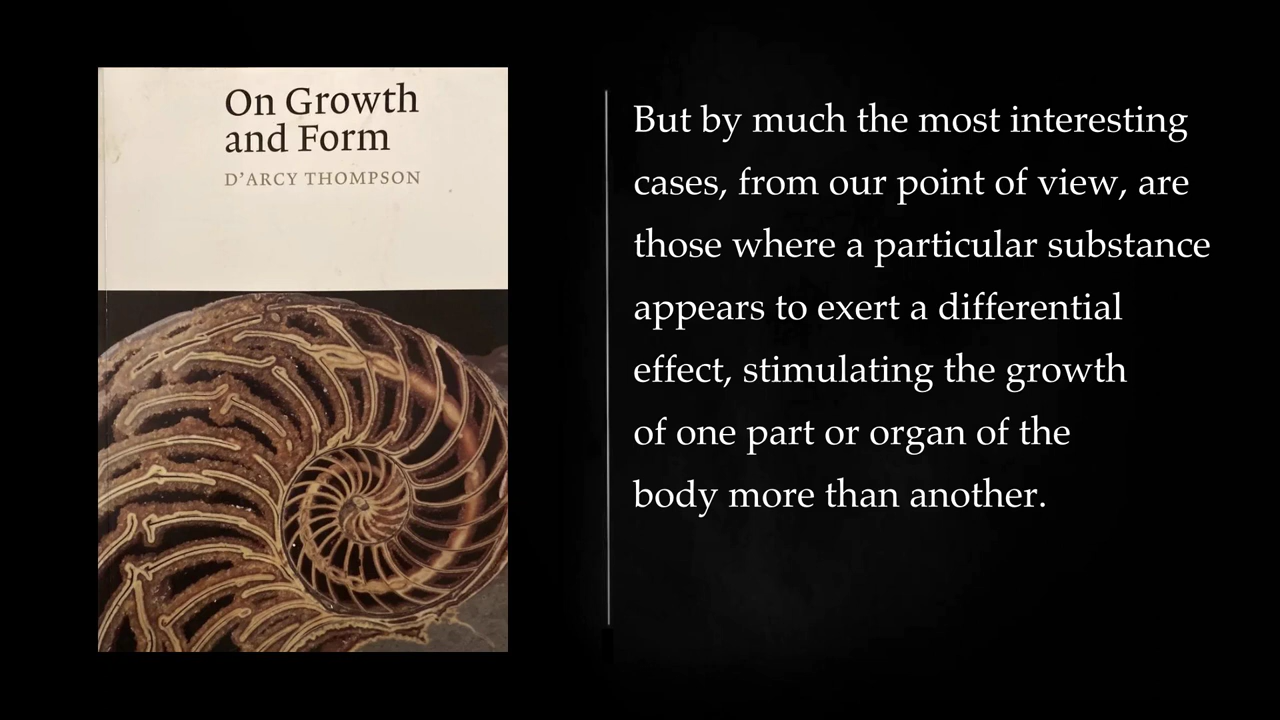 On Growth
and Form
D'ARCY THOMPSON
But by much the most interesting
cases, from our point of view, are
those where a particular substance
appears to exert a differential
effect, stimulating the growth
of one part or organ of the
body more than another.